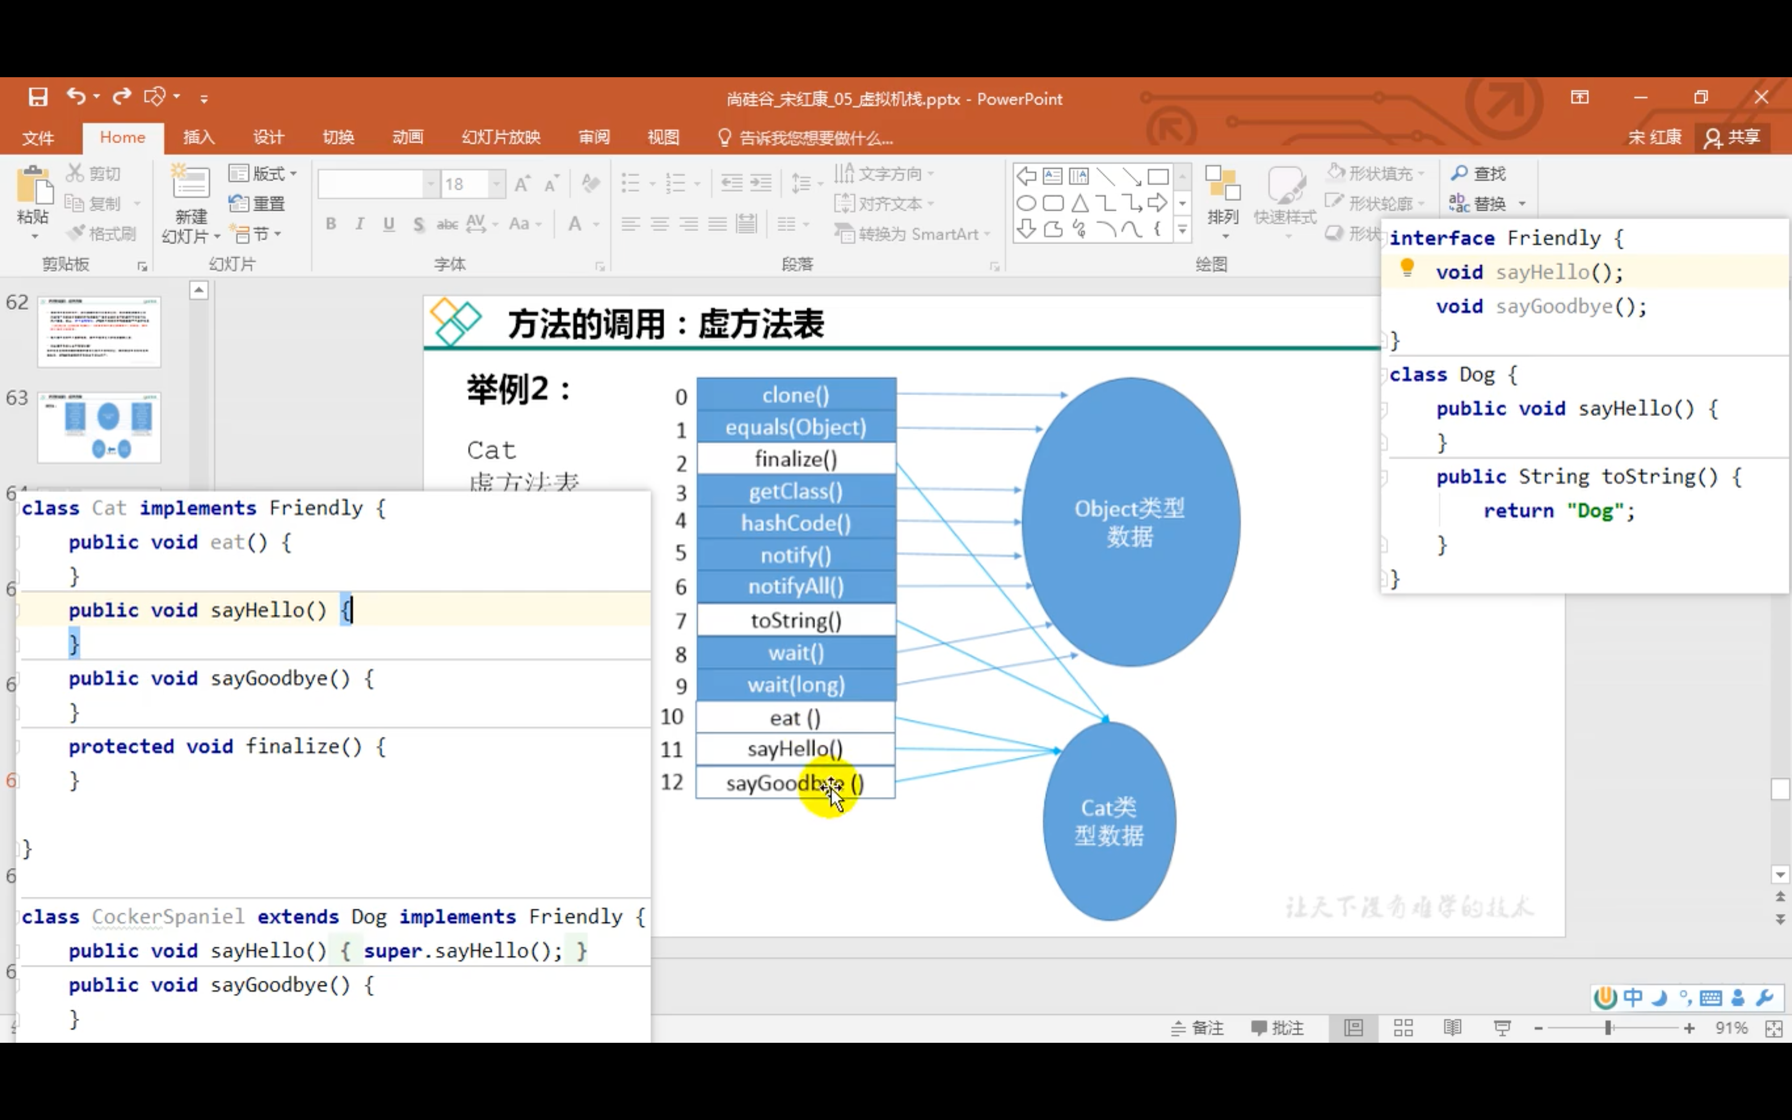 尚硅谷_宋红康_05_虚拟机栈.pptx - PowerPoint
文件 Home 插入 设计 切换 动画 幻灯片放映 审阅 视图 告诉我您想要做什么... 宋 红康 共享
粘贴
剪切
复制
格式刷
剪贴板
新建
幻灯片
版式
重置
节
幻灯片
18
字体
文字方向
对齐文本
转换为 SmartArt
段落
排列
快速样式
形状填充
形状轮廓
形状
绘图
查找
替换
62
63
方法的调用：虚方法表
举例2：
Cat
虚方法表
0 clone()
1 equals(Object)
2 finalize()
3 getClass()
4 hashCode()
5 notify()
6 notifyAll()
7 toString()
8 wait()
9 wait(long)
10 eat ()
11 sayHello()
12 sayGoodbye ()
Object类型
数据
Cat类
型数据
让天下没有难学的技术
interface Friendly {
void sayHello();
void sayGoodbye();
}
class Dog {
public void sayHello() {
}
public String toString() {
return "Dog";
}
}
class Cat implements Friendly {
public void eat() {
}
public void sayHello() {
}
public void sayGoodbye() {
}
protected void finalize() {
}
}
class CockerSpaniel extends Dog implements Friendly {
public void sayHello() { super.sayHello(); }
public void sayGoodbye() {
}
中
备注 批注 91%